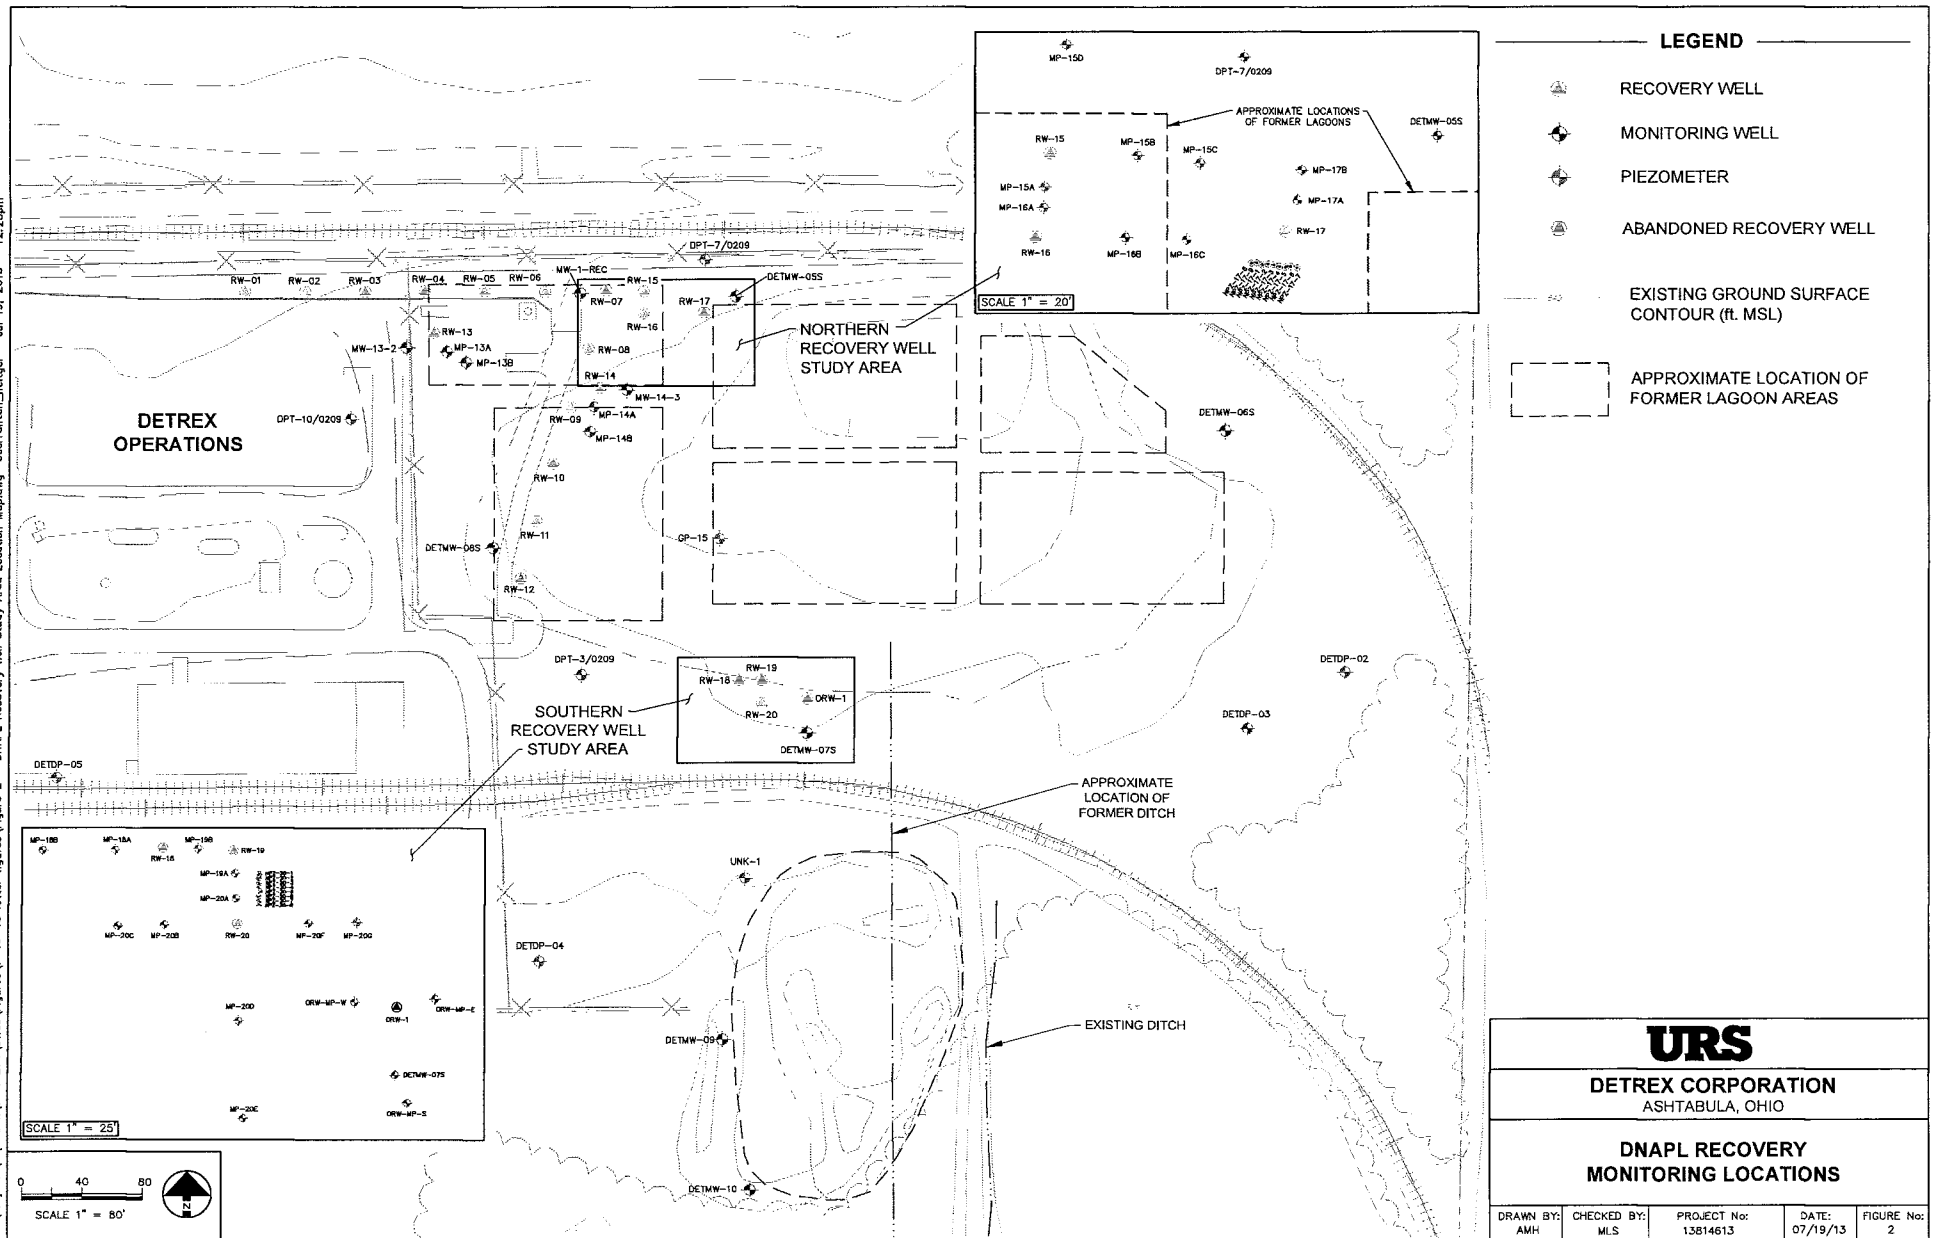 MP-15D
DPT-7/0209
APPROXIMATE LOCATIONS
OF FORMER LAGOONS
DETMW-05S
RW-15
MP-15B
MP-15C
MP-17B
MP-15A
MP-16A
MP-17A
RW-17
RW-16
MP-16B
MP-16C
SCALE 1" = 20'
LEGEND
RECOVERY WELL
MONITORING WELL
PIEZOMETER
ABANDONED RECOVERY WELL
EXISTING GROUND SURFACE
CONTOUR (ft. MSL)
APPROXIMATE LOCATION OF
FORMER LAGOON AREAS
DPT-7/0209
MW-1-REC
DETMW-05S
RW-01
RW-02
RW-03
RW-04
RW-05
RW-06
RW-07
RW-15
RW-17
RW-16
RW-13
MP-13A
MW-13-2
MP-13B
RW-08
NORTHERN
RECOVERY WELL
STUDY AREA
RW-14
MW-14-3
DETREX
OPERATIONS
DPT-10/0209
RW-09
MP-14A
MP-14B
DETMW-06S
RW-10
RW-11
DETMW-08S
GP-15
RW-12
DPT-3/0209
RW-19
RW-18
ORW-1
RW-20
DETMW-07S
DETDP-02
DETDP-03
SOUTHERN
RECOVERY WELL
STUDY AREA
DETDP-05
APPROXIMATE
LOCATION OF
FORMER DITCH
MP-18B
MP-18A
RW-18
MP-19B
RW-19
MP-19A
MP-20A
MP-20C
MP-20B
RW-20
MP-20F
MP-20G
MP-20D
ORW-MP-W
ORW-1
ORW-MP-E
DETMW-07S
MP-20E
ORW-MP-S
SCALE 1" = 25'
UNK-1
DETDP-04
DETMW-09
EXISTING DITCH
DETMW-10
0 40 80
SCALE 1" = 80'
N
URS
DETREX CORPORATION
ASHTABULA, OHIO
DNAPL RECOVERY
MONITORING LOCATIONS
DRAWN BY: CHECKED BY: PROJECT No: DATE: FIGURE No:
AMH MLS 13814613 07/19/13 2